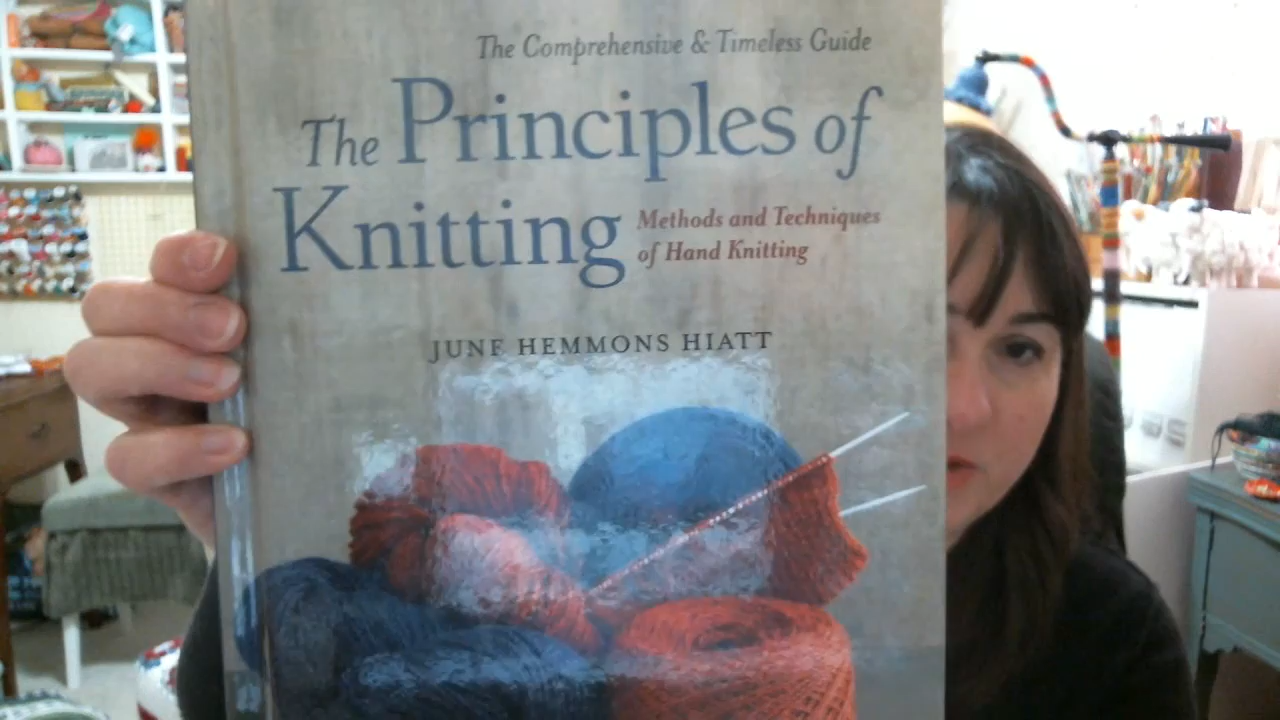 The Comprehensive & Timeless Guide
The Principles of
Knitting
Methods and Techniques
of Hand Knitting
JUNE HEMMONS HIATT